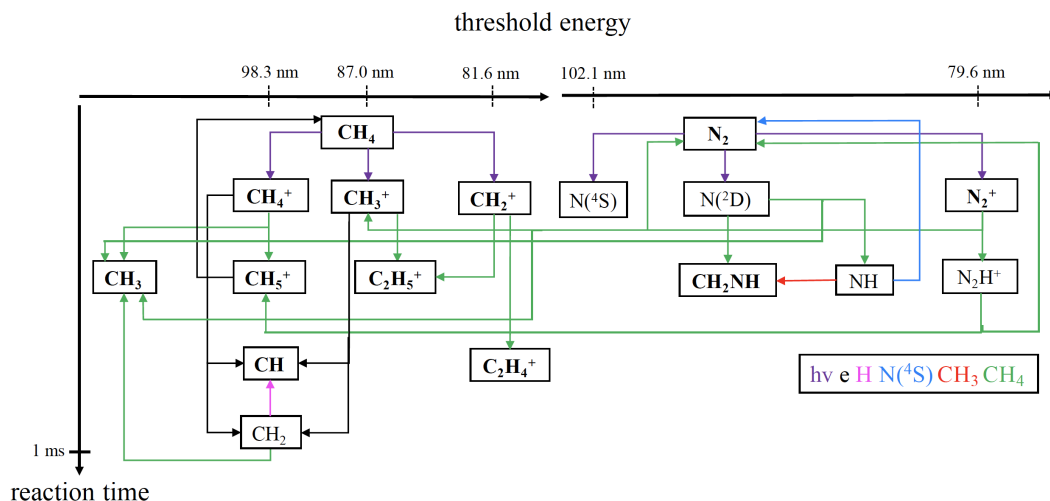 threshold energy
98.3 nm 87.0 nm 81.6 nm 102.1 nm 79.6 nm
CH₄ N₂
CH₄⁺ CH₃⁺ CH₂⁺ N(⁴S) N(²D) N₂⁺
CH₃ CH₅⁺ C₂H₅⁺ CH₂NH NH N₂H⁺
CH C₂H₄⁺
hν e H N(⁴S) CH₃ CH₄
CH₂
1 ms
reaction time